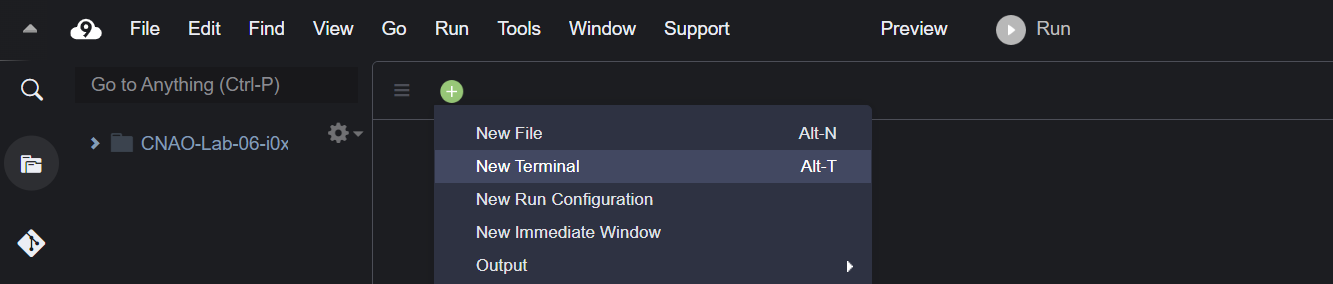 9 File Edit Find View Go Run Tools Window Support Preview Run
Go to Anything (Ctrl-P)
CNAO-Lab-06-i0x
New File Alt-N
New Terminal Alt-T
New Run Configuration
New Immediate Window
Output